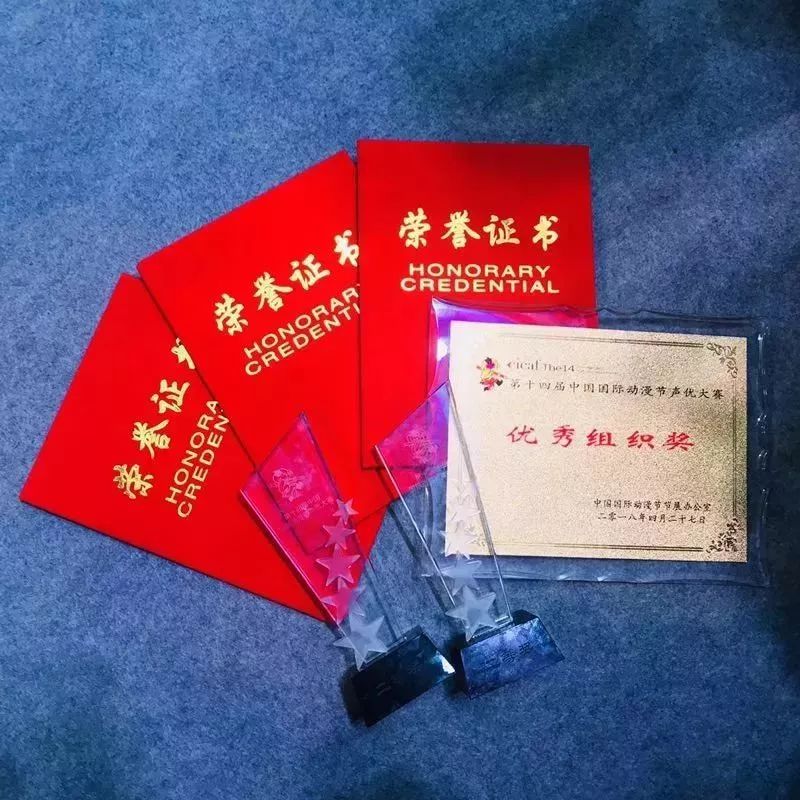 荣誉证书
HONORARY
CREDENTIAL
荣誉证书
HONORARY
CREDENTIAL
荣誉证书
HONORARY
CREDENTIAL
cicaf The14
第十四届中国国际动漫节声优大赛
优秀组织奖
中国国际动漫节节展办公室
二零一八年四月二十七日